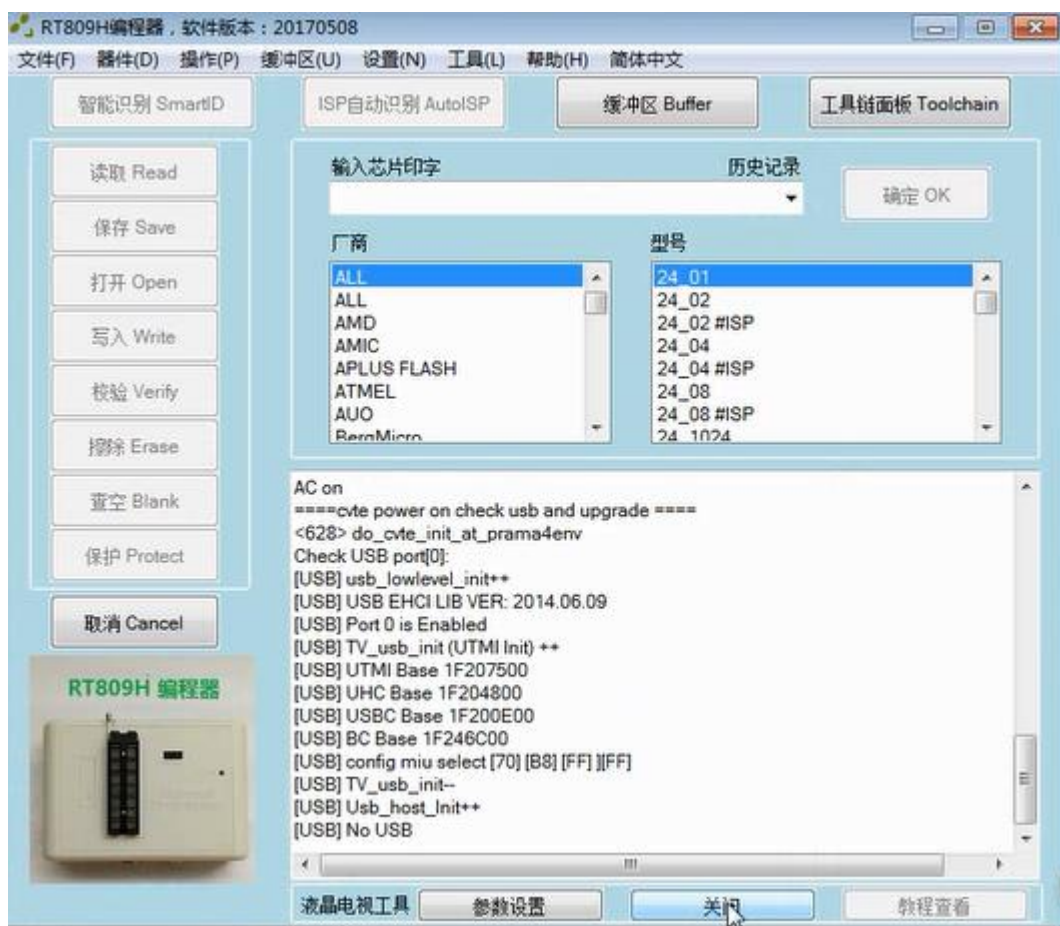 RT809H编程器，软件版本：20170508
文件(F) 器件(D) 操作(P) 缓冲区(U) 设置(N) 工具(L) 帮助(H) 简体中文
智能识别 SmartID ISP自动识别 AutoISP 缓冲区 Buffer 工具链面板 Toolchain
读取 Read
保存 Save
打开 Open
写入 Write
校验 Verify
擦除 Erase
查空 Blank
保护 Protect
取消 Cancel
RT809H 编程器
输入芯片印字 历史记录
确定 OK
厂商
ALL
ALL
AMD
AMIC
APLUS FLASH
ATMEL
AUO
BergMicro
型号
24_01
24_02
24_02 #ISP
24_04
24_04 #ISP
24_08
24_08 #ISP
24_1024
AC on
====cvte power on check usb and upgrade ====
<628> do_cvte_init_at_prama4env
Check USB port[0]:
[USB] usb_lowlevel_init++
[USB] USB EHCI LIB VER: 2014.06.09
[USB] Port 0 is Enabled
[USB] TV_usb_init (UTMI Init) ++
[USB] UTMI Base 1F207500
[USB] UHC Base 1F204800
[USB] USBC Base 1F200E00
[USB] BC Base 1F246C00
[USB] config miu select [70] [B8] [FF] ][FF]
[USB] TV_usb_init--
[USB] Usb_host_Init++
[USB] No USB
液晶电视工具 参数设置 关闭 教程查看